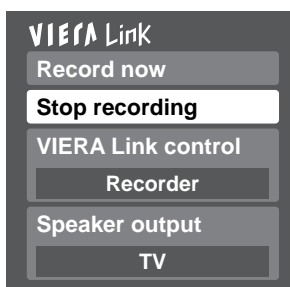 VIERA Link
Record now
Stop recording
VIERA Link control
Recorder
Speaker output
TV